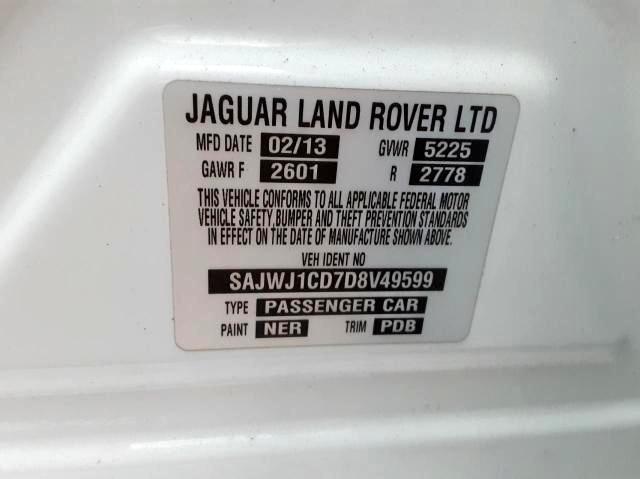 JAGUAR LAND ROVER LTD
MFD DATE 02/13 GVWR 5225
GAWR F 2601 R 2778
THIS VEHICLE CONFORMS TO ALL APPLICABLE FEDERAL MOTOR
VEHICLE SAFETY, BUMPER AND THEFT PREVENTION STANDARDS
IN EFFECT ON THE DATE OF MANUFACTURE SHOWN ABOVE.
VEH IDENT NO
SAJWJ1CD7D8V49599
TYPE PASSENGER CAR
PAINT NER TRIM PDB